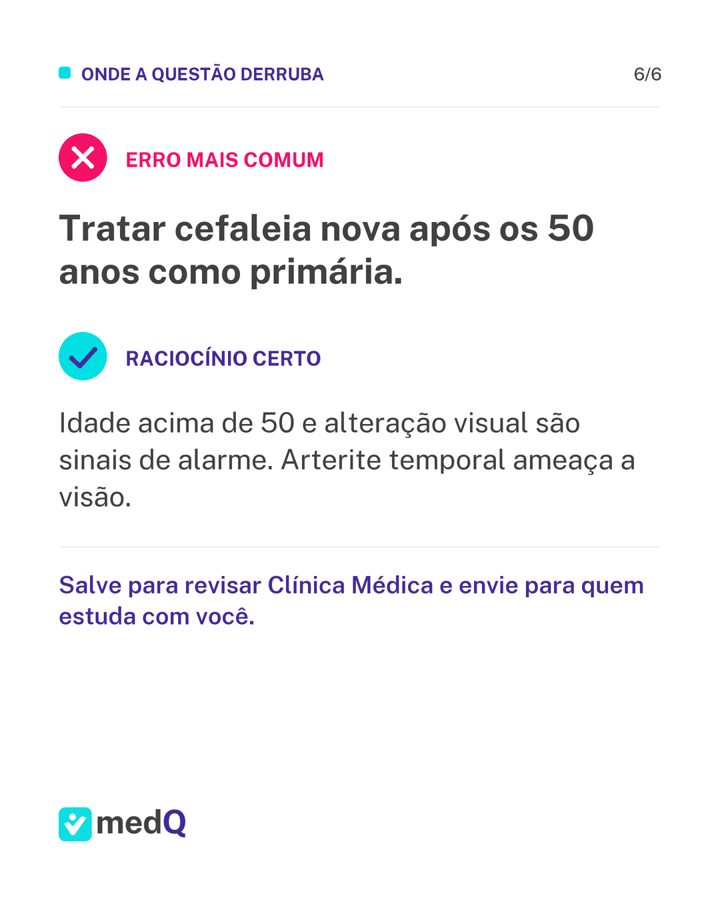 ONDE A QUESTÃO DERRUBA
6/6
ERRO MAIS COMUM
Tratar cefaleia nova após os 50
anos como primária.
RACIOCÍNIO CERTO
Idade acima de 50 e alteração visual são
sinais de alarme. Arterite temporal ameaça a
visão.
Salve para revisar Clínica Médica e envie para quem
estuda com você.
medQ